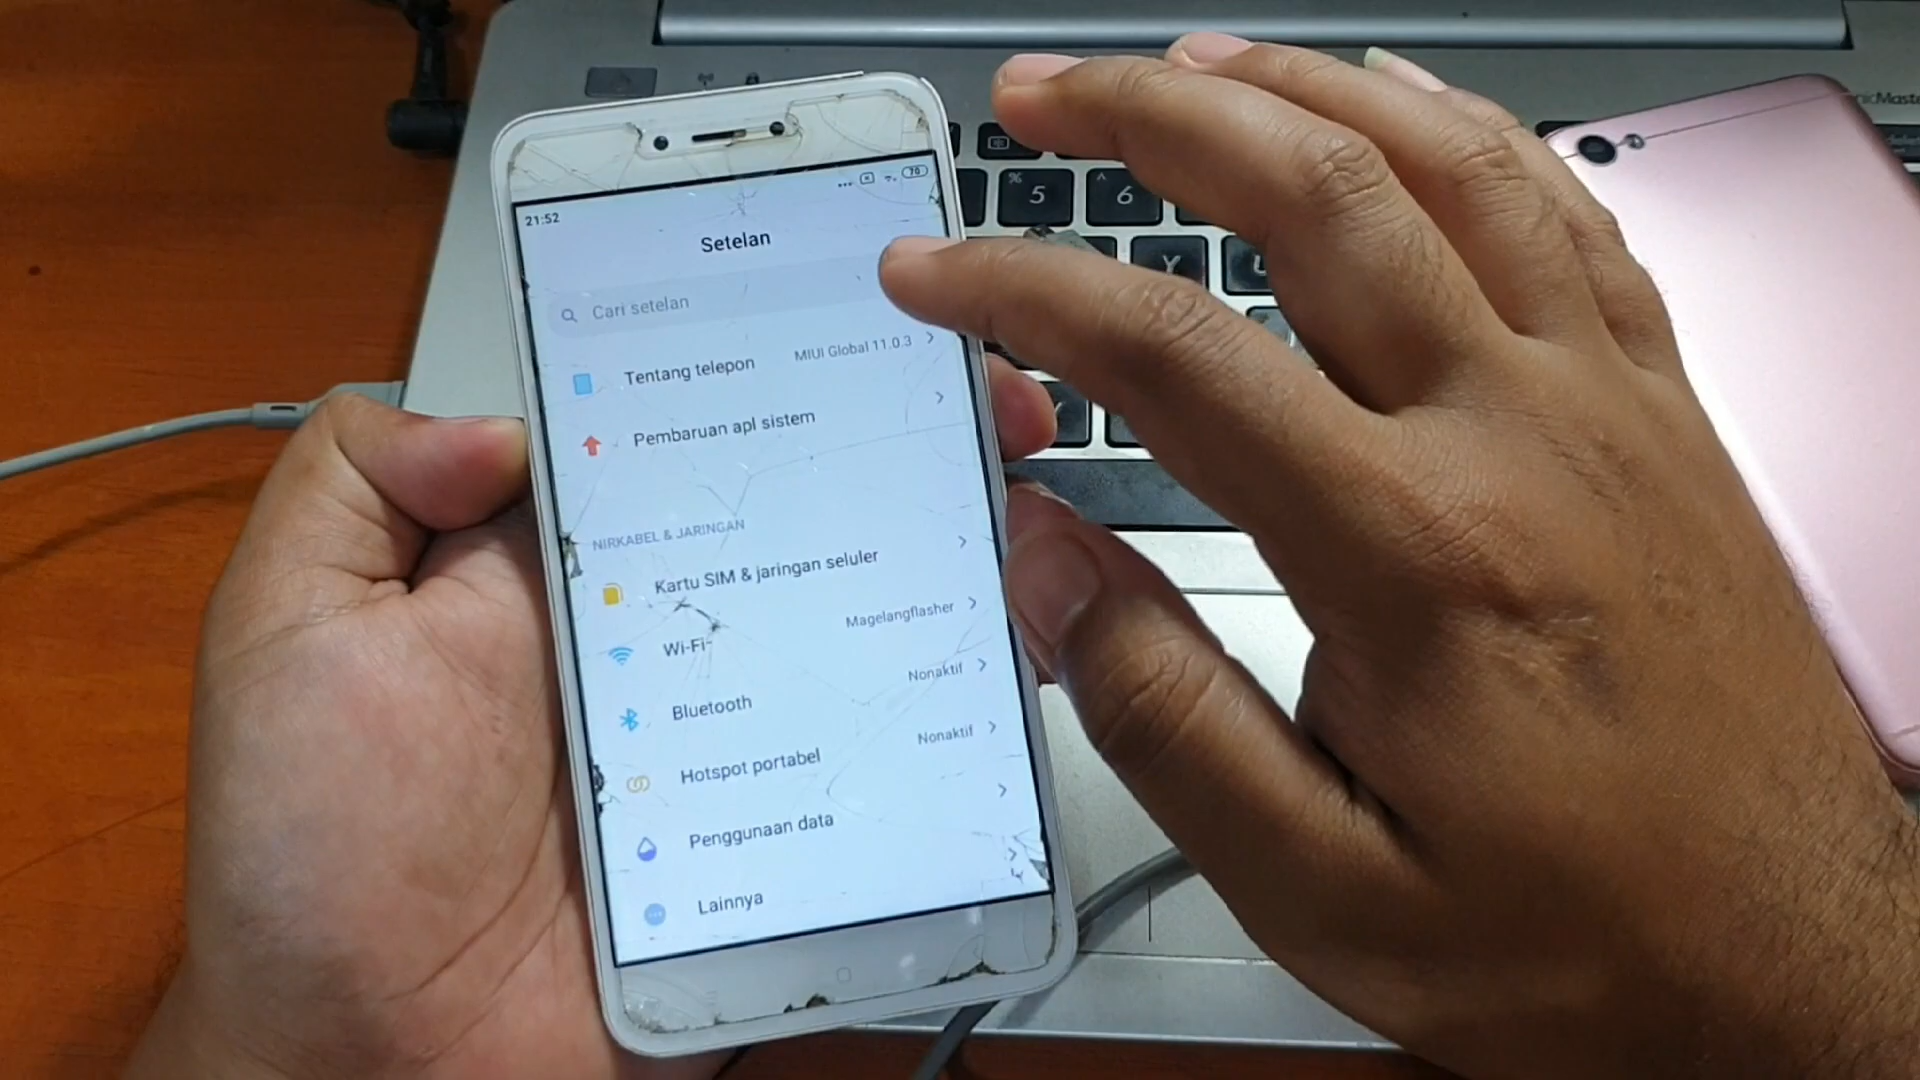 21:52
70
Setelan
Cari setelan
Tentang telepon
MIUI Global 11.0.3
Pembaruan apl sistem
NIRKABEL & JARINGAN
Kartu SIM & jaringan seluler
Wi-Fi
Magelangflasher
Bluetooth
Nonaktif
Hotspot portabel
Nonaktif
Penggunaan data
Lainnya
% 5
^ 6
Y
U